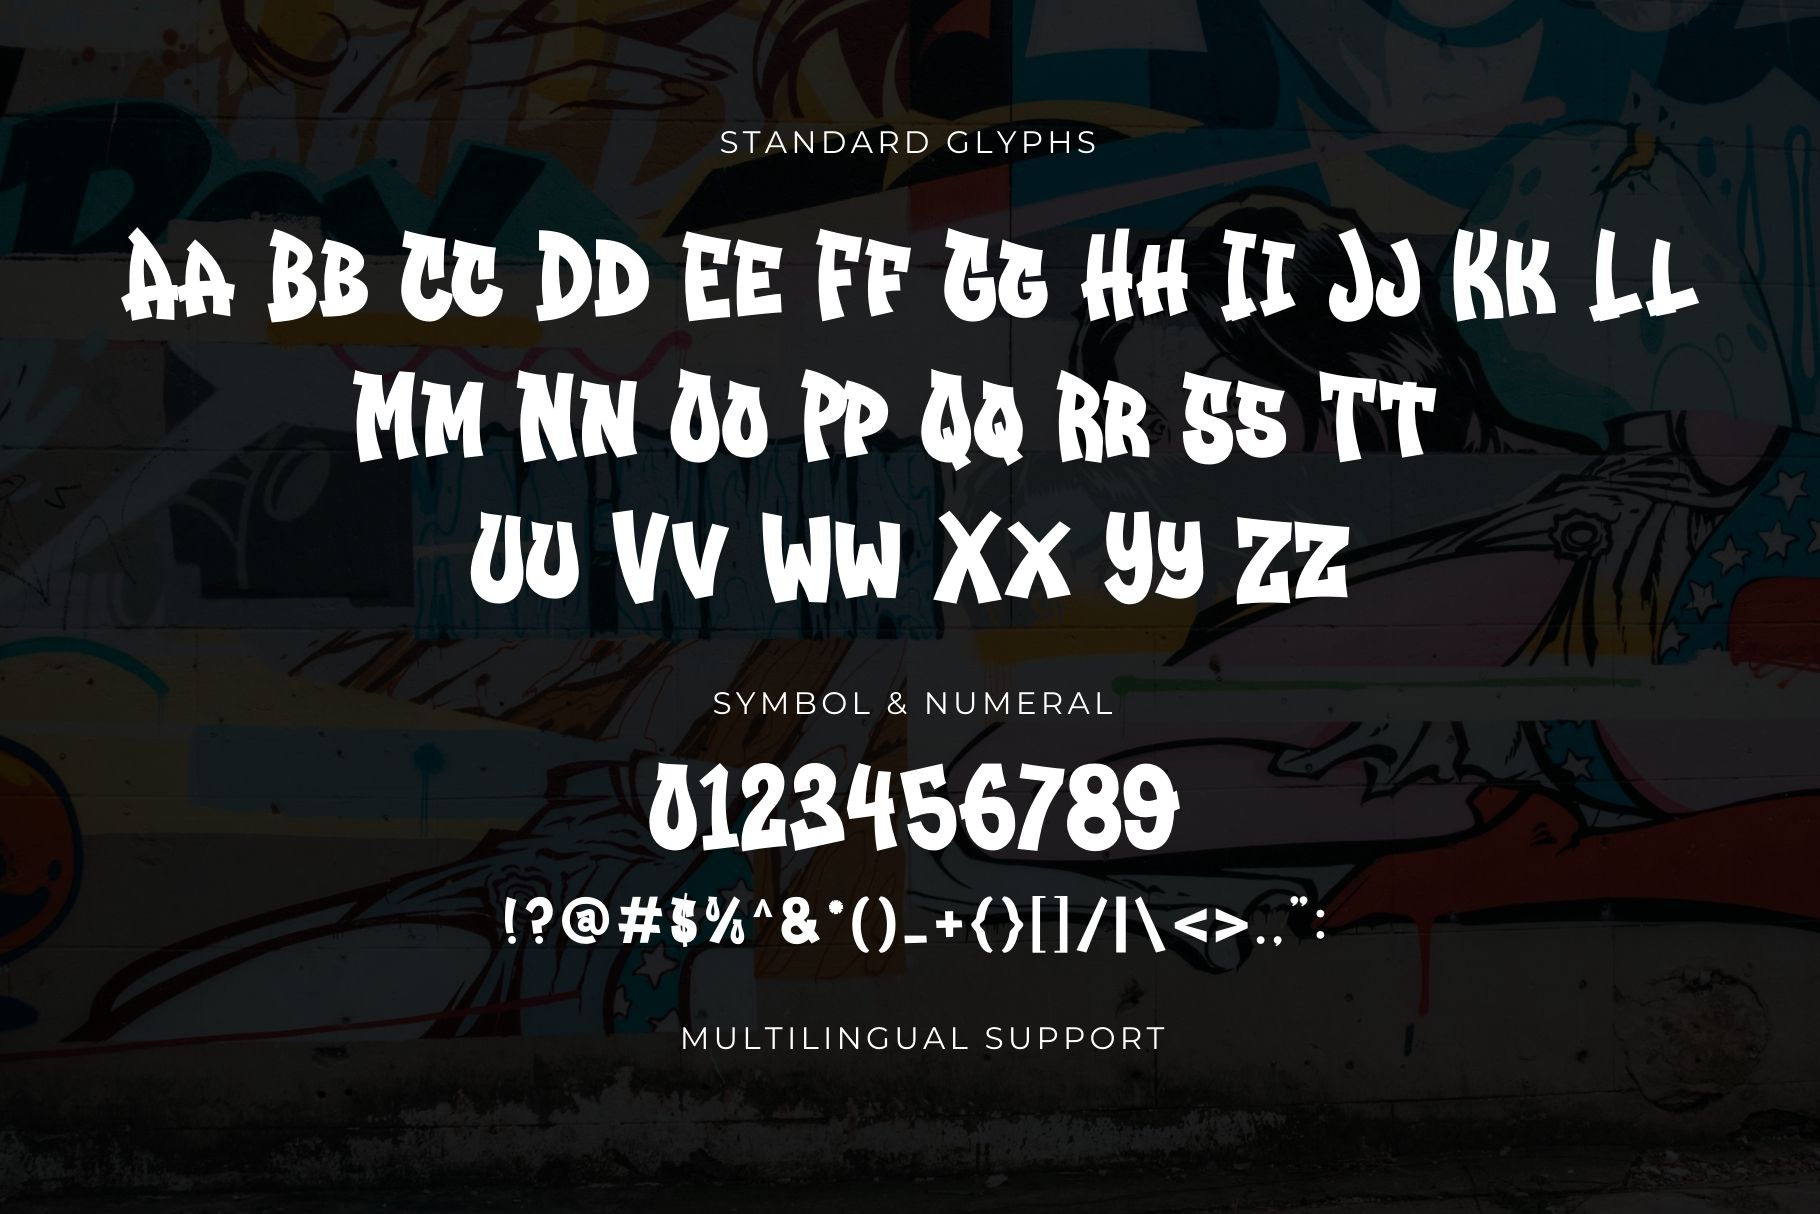 STANDARD GLYPHS
AA BB CC DD EE FF GG HH II JJ KK LL
MM NN OO PP QQ RR SS TT
UU VV WW XX YY ZZ
SYMBOL & NUMERAL
0123456789
!?@#$%^&*()_+{}[]/|\<>.,":
MULTILINGUAL SUPPORT